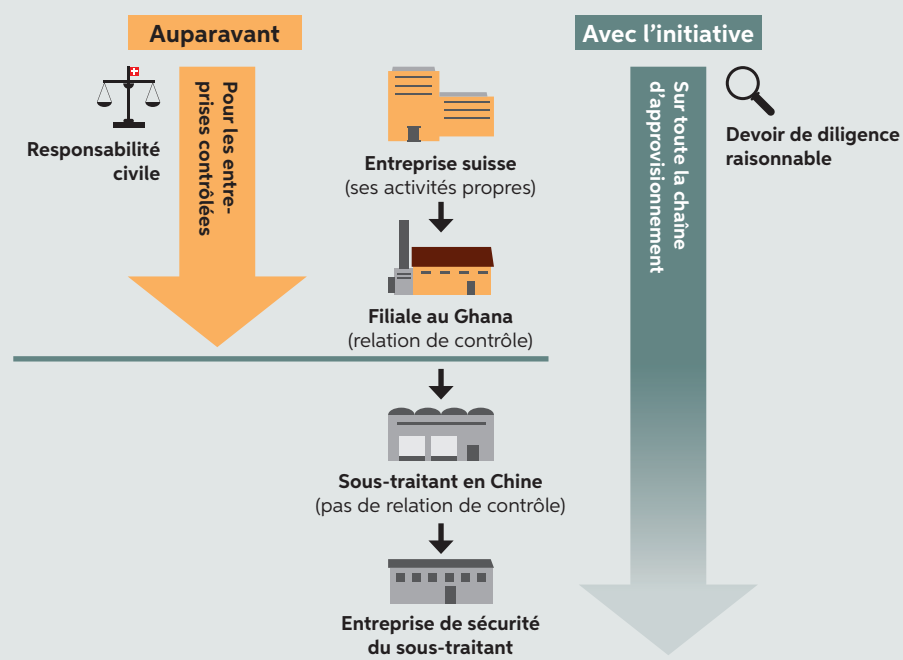 Auparavant
Avec l’initiative
Responsabilité
civile
Pour les entre-
prises contrôlées
Entreprise suisse
(ses activités propres)
Sur toute la chaîne
d’approvisionnement
Devoir de diligence
raisonnable
Filiale au Ghana
(relation de contrôle)
Sous-traitant en Chine
(pas de relation de contrôle)
Entreprise de sécurité
du sous-traitant